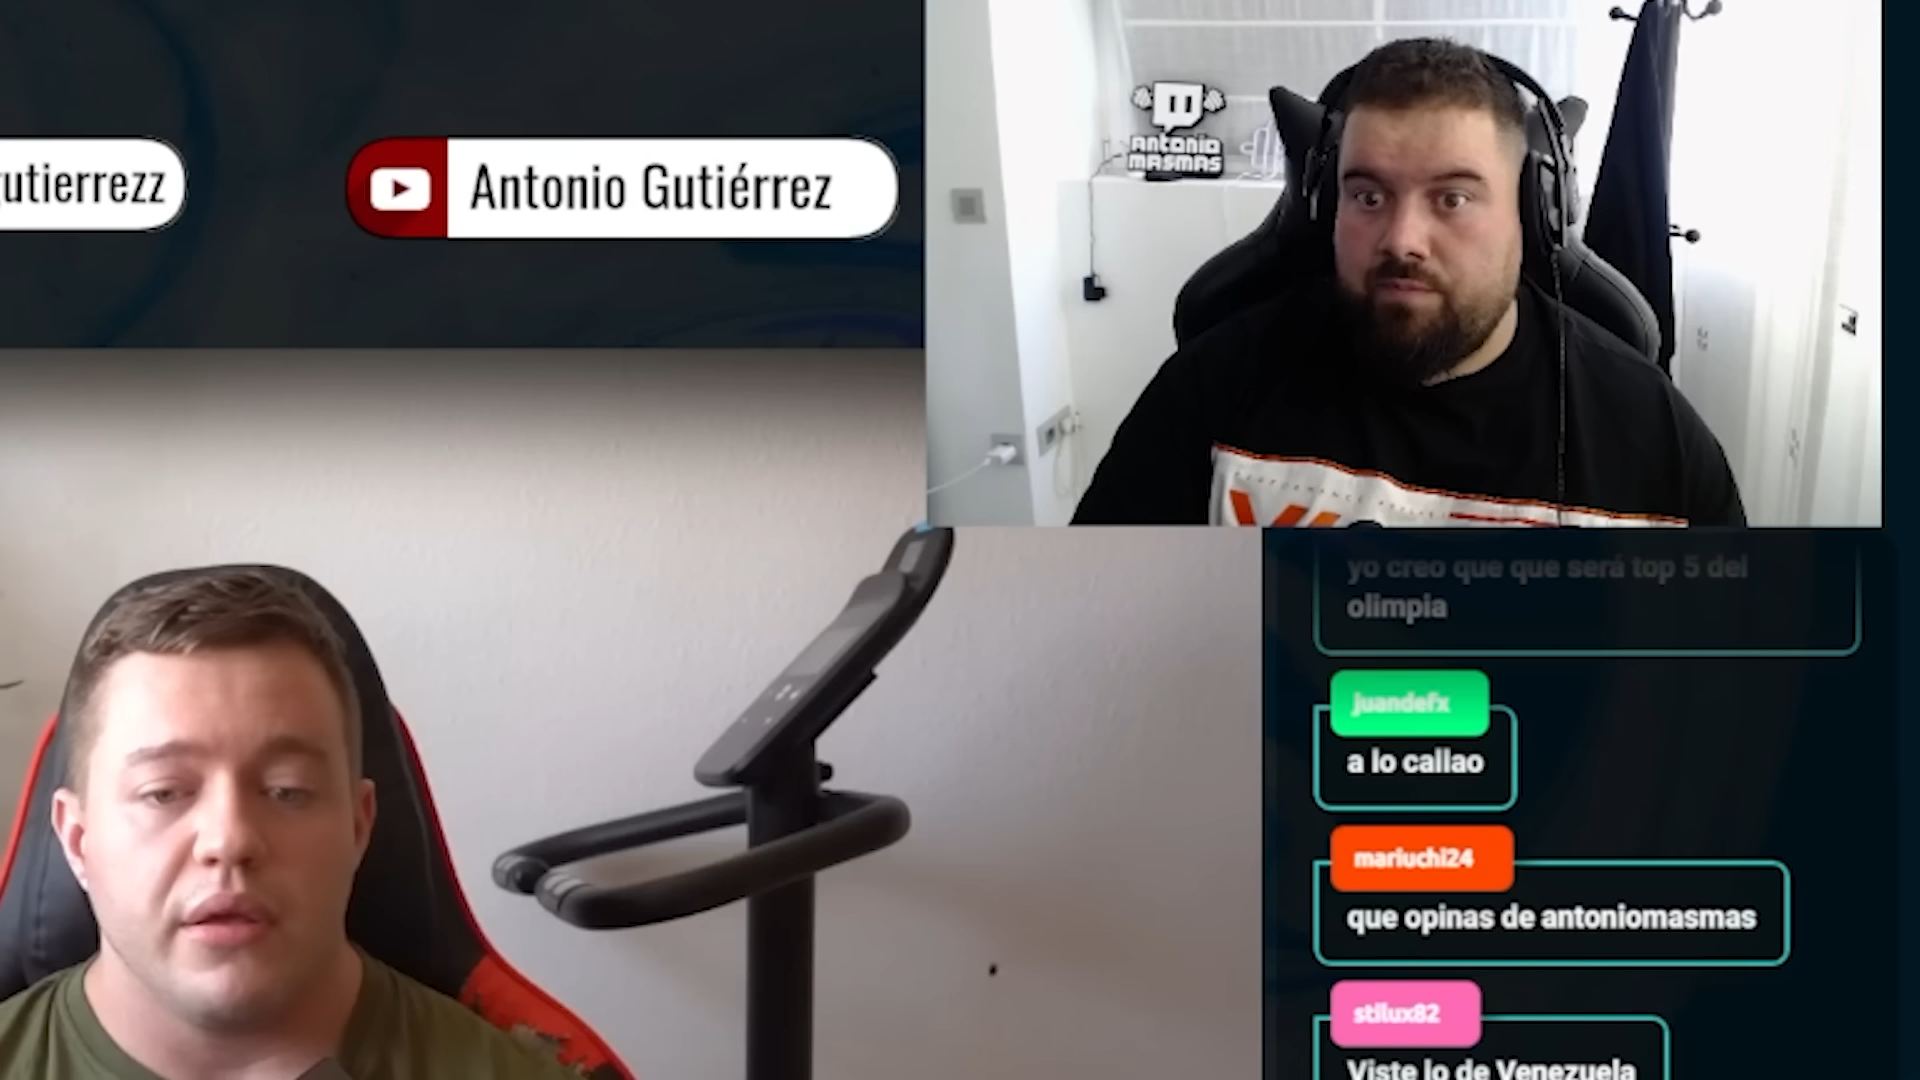 gutierrezz
Antonio Gutiérrez
antonio
masmas
yo creo que que será top 5 del
olimpia
juandefx
a lo callao
mariuchi24
que opinas de antoniomasmas
stilux82
Viste lo de Venezuela